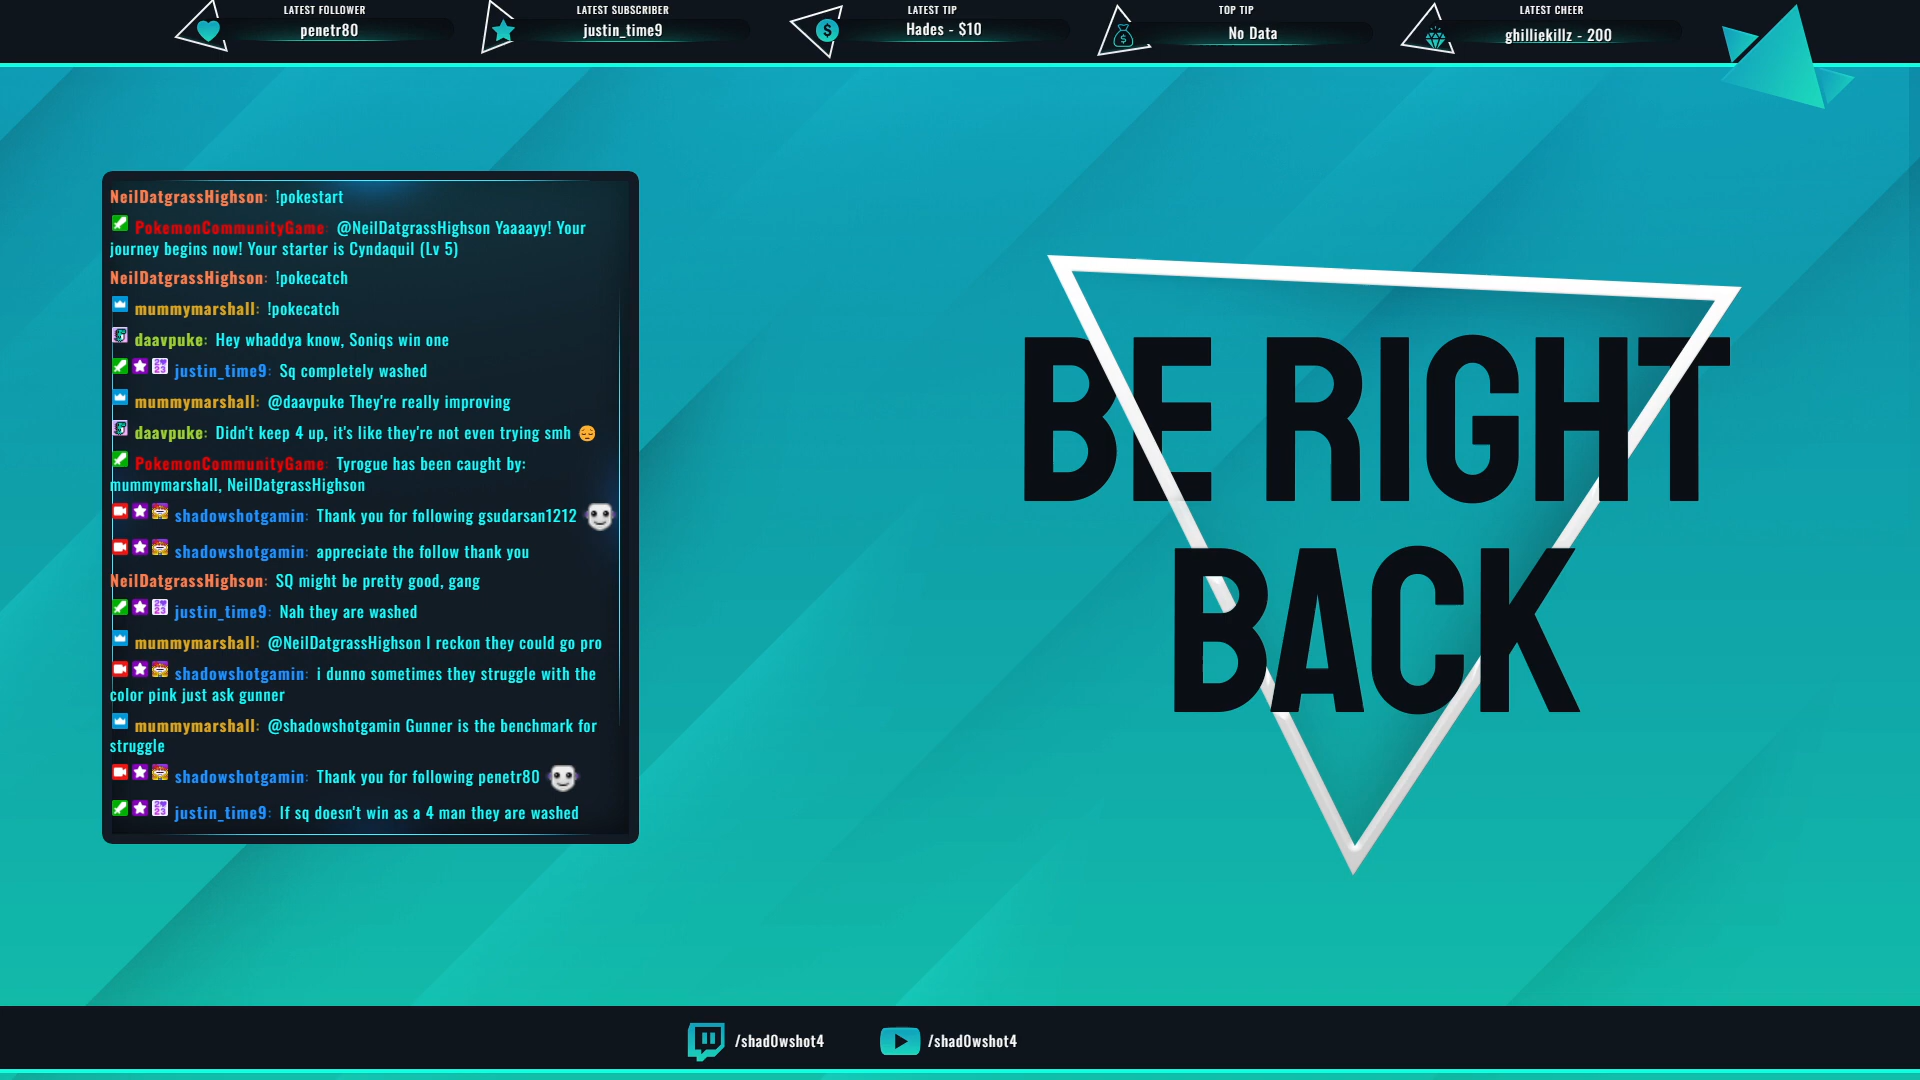 LATEST FOLLOWER
penetr80
LATEST SUBSCRIBER
justin_time9
LATEST TIP
Hades - $10
TOP TIP
No Data
LATEST CHEER
ghilliekillz - 200
NeilDatgrassHighson: !pokestart
PokemonCommunityGame: @NeilDatgrassHighson Yaaaayy! Your
journey begins now! Your starter is Cyndaquil (Lv 5)
NeilDatgrassHighson: !pokecatch
mummymarshall: !pokecatch
daavpuke: Hey whaddya know, Soniqs win one
justin_time9: Sq completely washed
mummymarshall: @daavpuke They're really improving
daavpuke: Didn't keep 4 up, it's like they're not even trying smh 😔
PokemonCommunityGame: Tyrogue has been caught by:
mummymarshall, NeilDatgrassHighson
shadowshotgamin: Thank you for following gsudarsan1212
shadowshotgamin: appreciate the follow thank you
NeilDatgrassHighson: SQ might be pretty good, gang
justin_time9: Nah they are washed
mummymarshall: @NeilDatgrassHighson I reckon they could go pro
shadowshotgamin: i dunno sometimes they struggle with the
color pink just ask gunner
mummymarshall: @shadowshotgamin Gunner is the benchmark for
struggle
shadowshotgamin: Thank you for following penetr80
justin_time9: If sq doesn't win as a 4 man they are washed
BE RIGHT
BACK
/shad0wshot4
/shad0wshot4